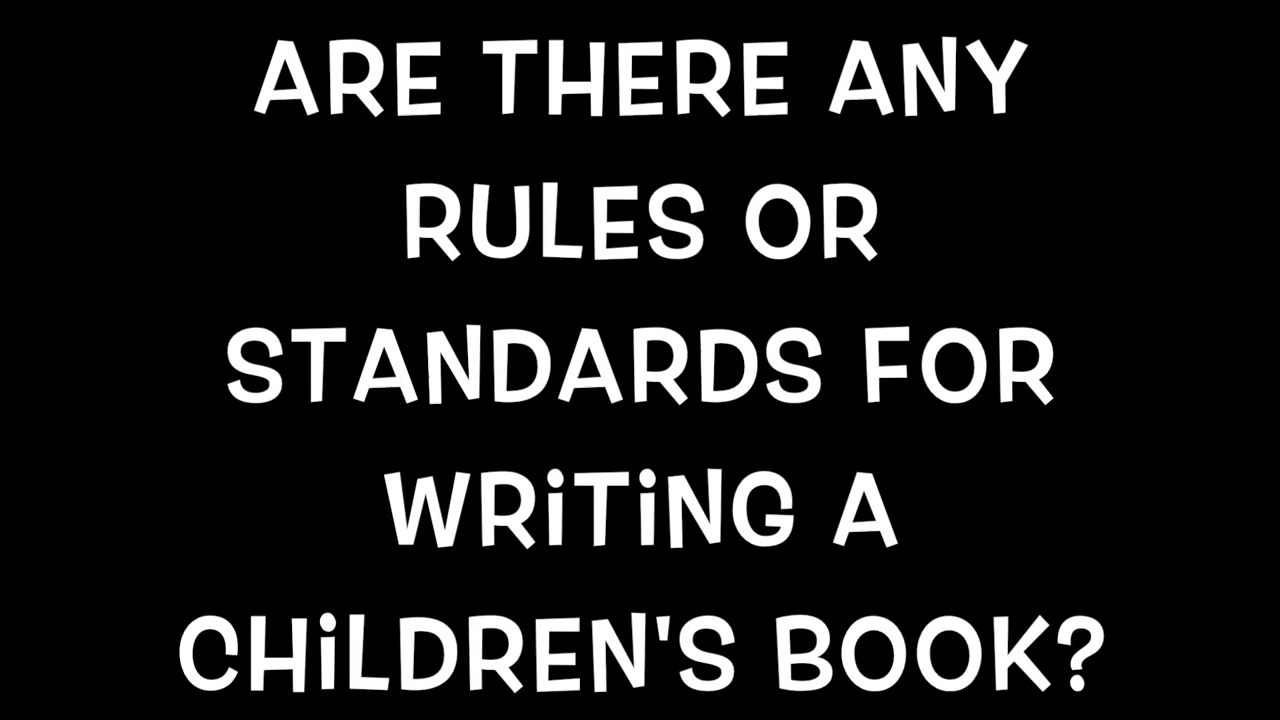 ARE THERE ANY
RULES OR
STANDARDS FOR
WRiTiNG A
CHiLDREN'S BOOK?